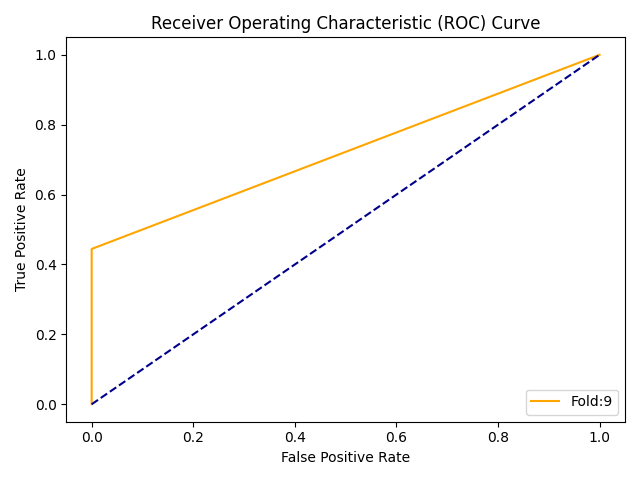 Receiver Operating Characteristic (ROC) Curve
1.0
0.8
0.6
0.4
0.2
0.0
True Positive Rate
0.0 0.2 0.4 0.6 0.8 1.0
False Positive Rate
Fold:9